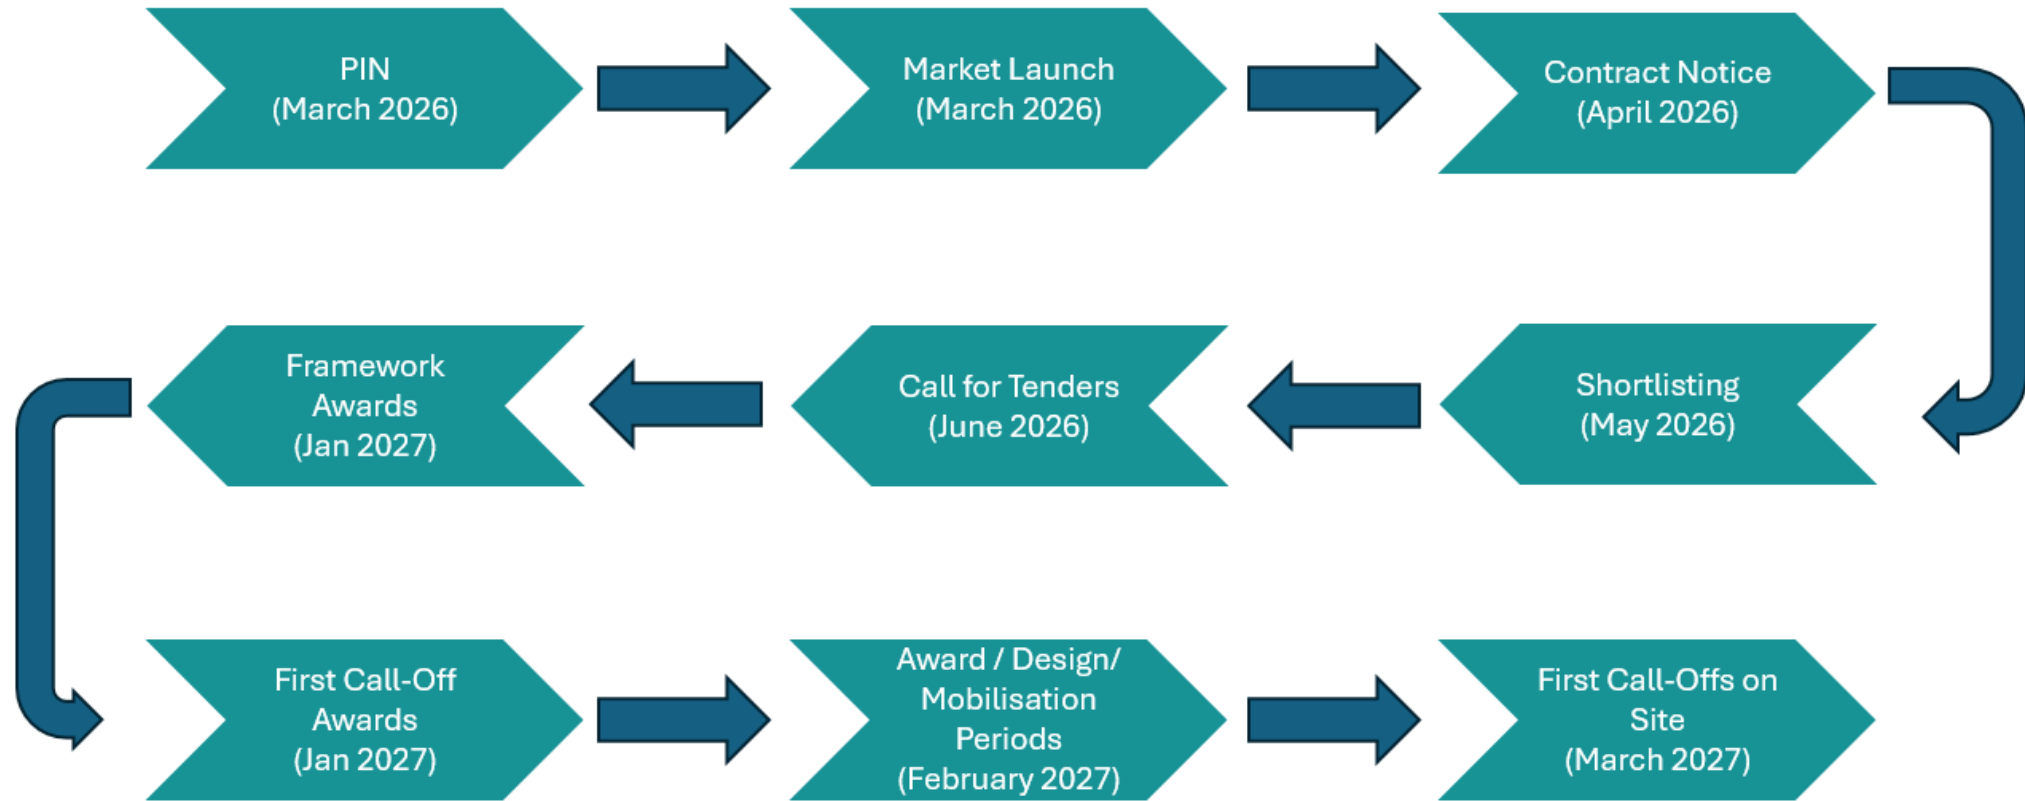 PIN
(March 2026)
Market Launch
(March 2026)
Contract Notice
(April 2026)
Shortlisting
(May 2026)
Call for Tenders
(June 2026)
Framework
Awards
(Jan 2027)
First Call-Off
Awards
(Jan 2027)
Award / Design/
Mobilisation
Periods
(February 2027)
First Call-Offs on
Site
(March 2027)